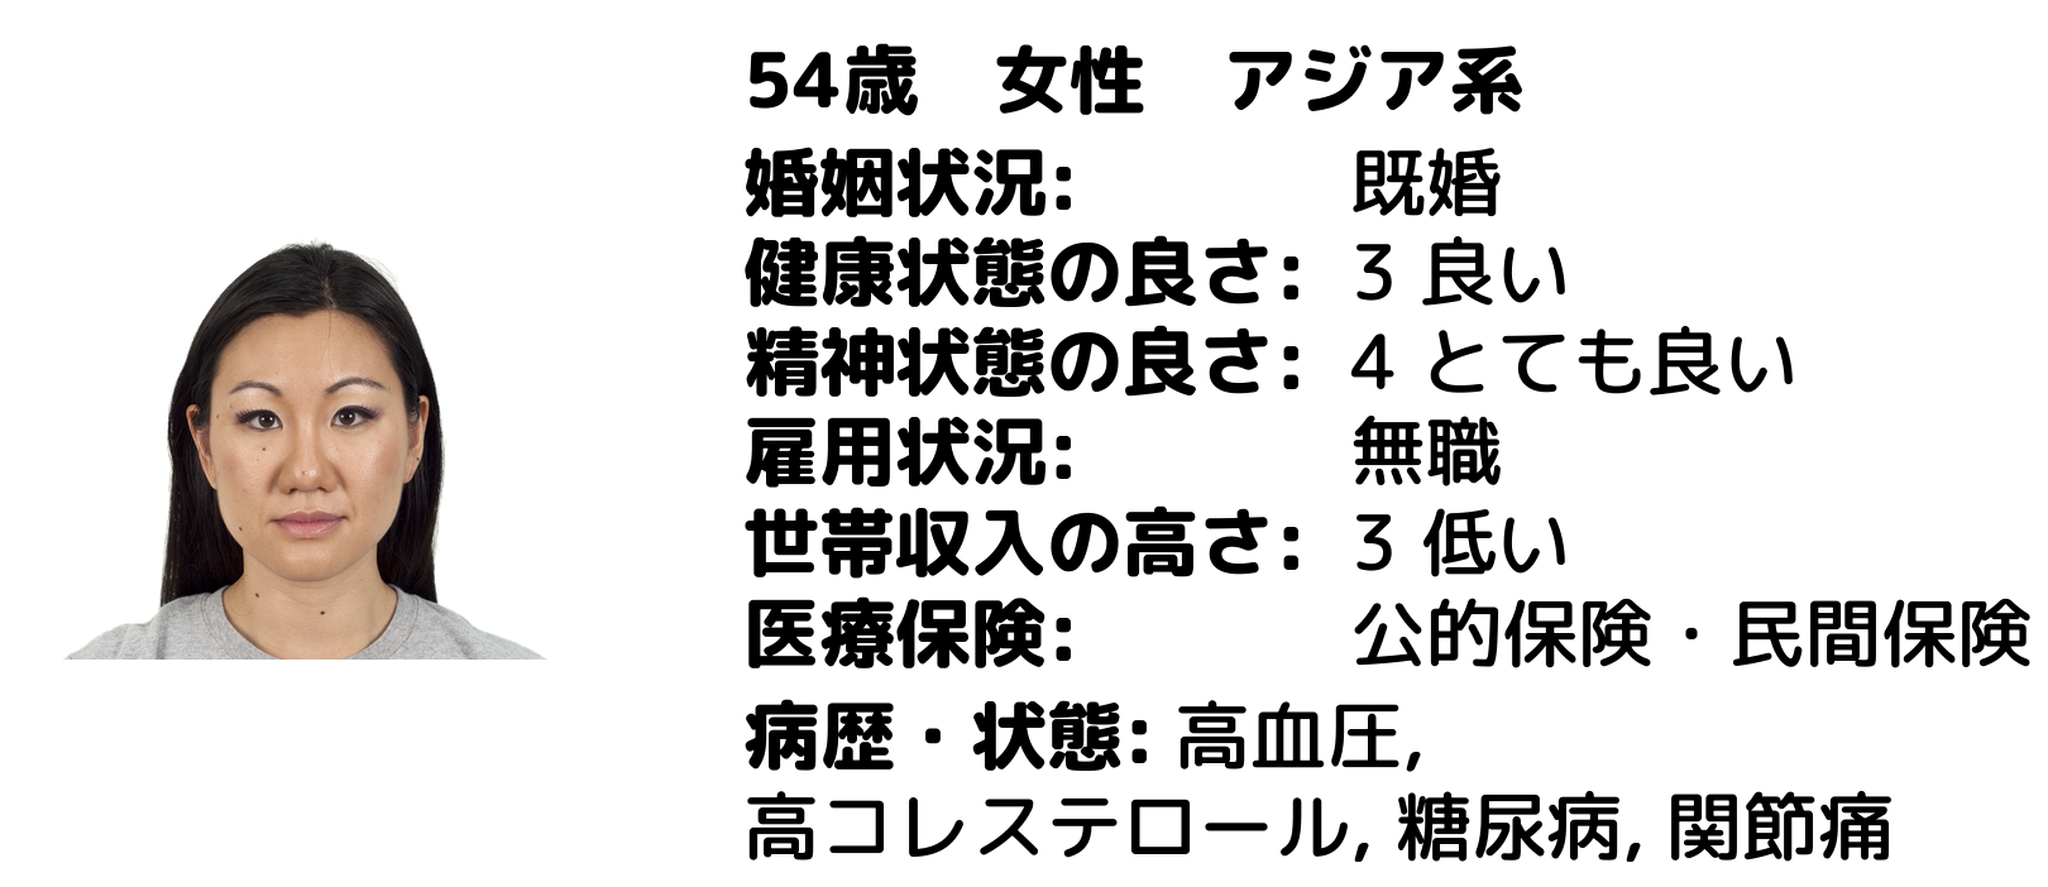 54歳　女性　アジア系
婚姻状況: 既婚
健康状態の良さ: 3 良い
精神状態の良さ: 4 とても良い
雇用状況: 無職
世帯収入の高さ: 3 低い
医療保険: 公的保険・民間保険
病歴・状態: 高血圧,
高コレステロール, 糖尿病, 関節痛